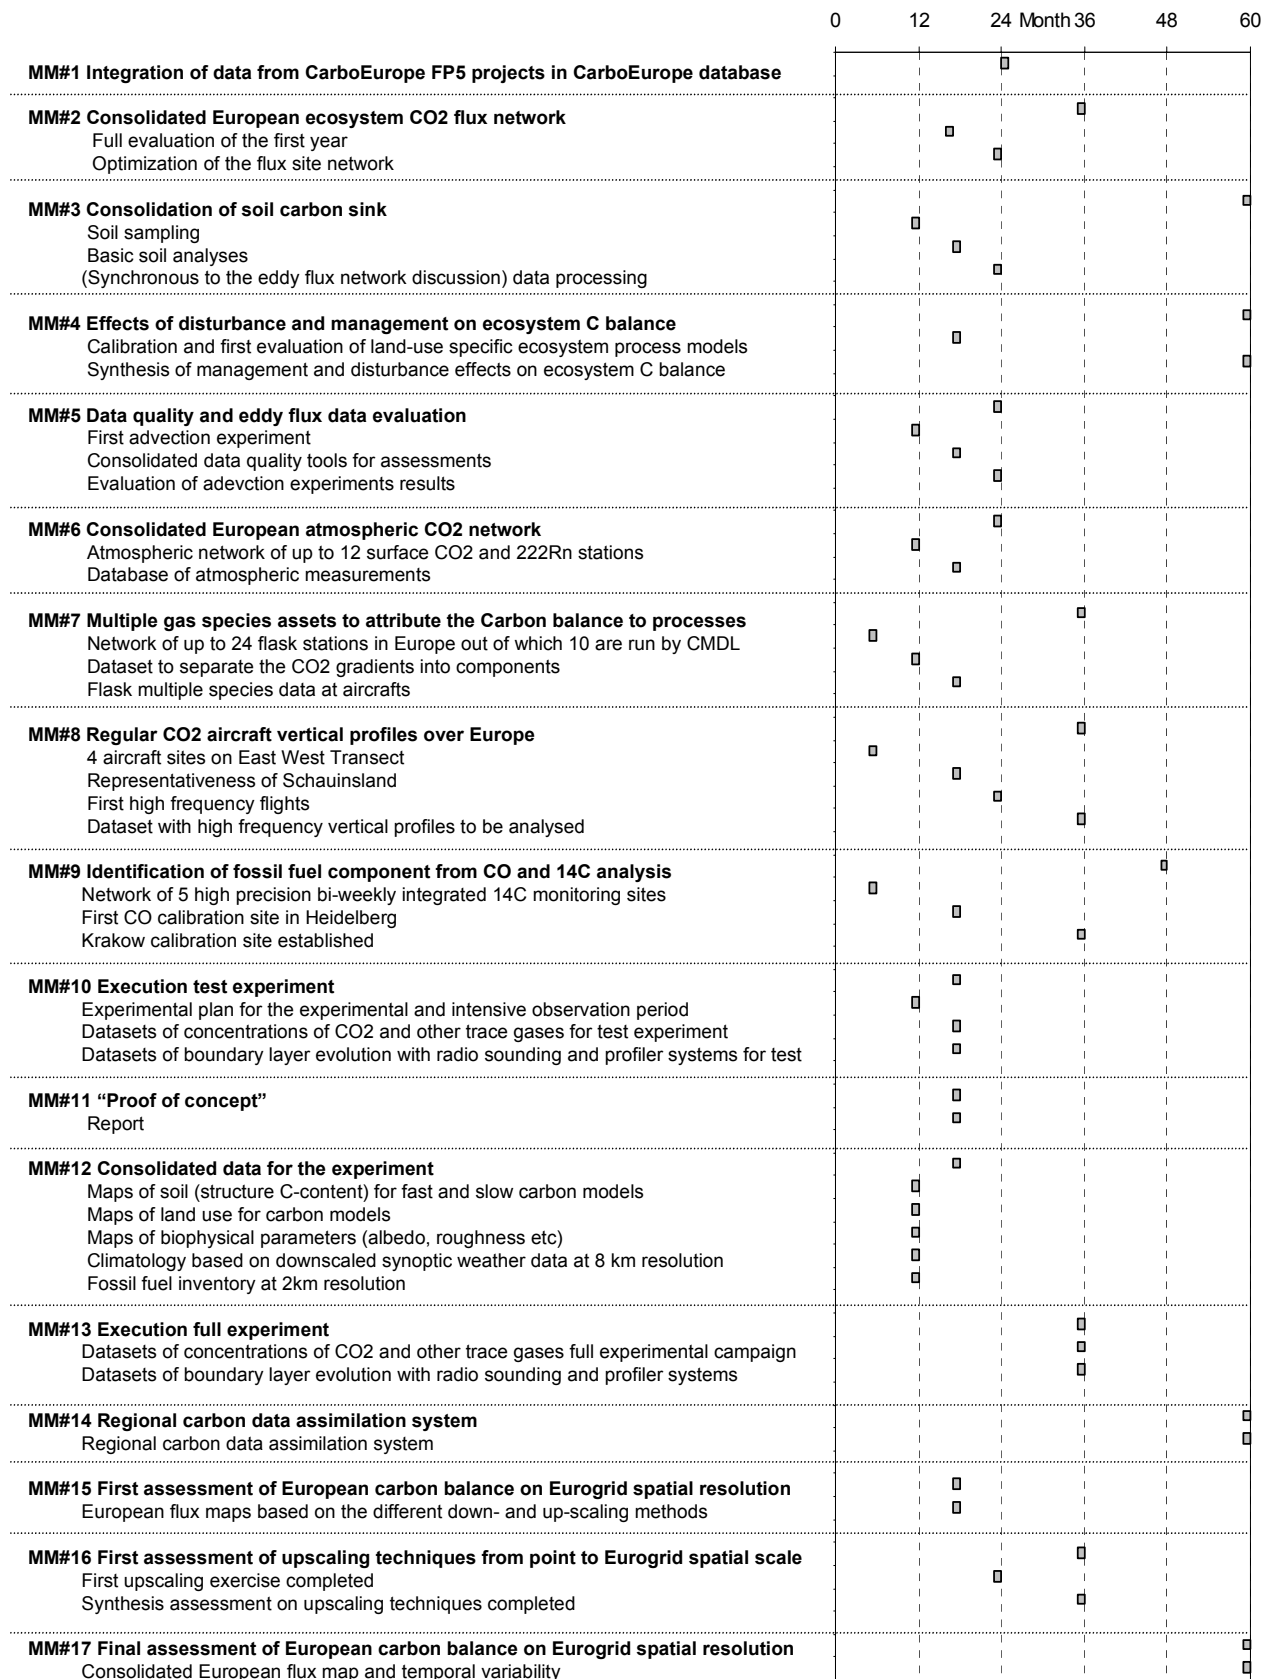 0 12 24 Month 36 48 60
MM#1 Integration of data from CarboEurope FP5 projects in CarboEurope database
MM#2 Consolidated European ecosystem CO2 flux network
Full evaluation of the first year
Optimization of the flux site network
MM#3 Consolidation of soil carbon sink
Soil sampling
Basic soil analyses
(Synchronous to the eddy flux network discussion) data processing
MM#4 Effects of disturbance and management on ecosystem C balance
Calibration and first evaluation of land-use specific ecosystem process models
Synthesis of management and disturbance effects on ecosystem C balance
MM#5 Data quality and eddy flux data evaluation
First advection experiment
Consolidated data quality tools for assessments
Evaluation of adevction experiments results
MM#6 Consolidated European atmospheric CO2 network
Atmospheric network of up to 12 surface CO2 and 222Rn stations
Database of atmospheric measurements
MM#7 Multiple gas species assets to attribute the Carbon balance to processes
Network of up to 24 flask stations in Europe out of which 10 are run by CMDL
Dataset to separate the CO2 gradients into components
Flask multiple species data at aircrafts
MM#8 Regular CO2 aircraft vertical profiles over Europe
4 aircraft sites on East West Transect
Representativeness of Schauinsland
First high frequency flights
Dataset with high frequency vertical profiles to be analysed
MM#9 Identification of fossil fuel component from CO and 14C analysis
Network of 5 high precision bi-weekly integrated 14C monitoring sites
First CO calibration site in Heidelberg
Krakow calibration site established
MM#10 Execution test experiment
Experimental plan for the experimental and intensive observation period
Datasets of concentrations of CO2 and other trace gases for test experiment
Datasets of boundary layer evolution with radio sounding and profiler systems for test
MM#11 “Proof of concept”
Report
MM#12 Consolidated data for the experiment
Maps of soil (structure C-content) for fast and slow carbon models
Maps of land use for carbon models
Maps of biophysical parameters (albedo, roughness etc)
Climatology based on downscaled synoptic weather data at 8 km resolution
Fossil fuel inventory at 2km resolution
MM#13 Execution full experiment
Datasets of concentrations of CO2 and other trace gases full experimental campaign
Datasets of boundary layer evolution with radio sounding and profiler systems
MM#14 Regional carbon data assimilation system
Regional carbon data assimilation system
MM#15 First assessment of European carbon balance on Eurogrid spatial resolution
European flux maps based on the different down- and up-scaling methods
MM#16 First assessment of upscaling techniques from point to Eurogrid spatial scale
First upscaling exercise completed
Synthesis assessment on upscaling techniques completed
MM#17 Final assessment of European carbon balance on Eurogrid spatial resolution
Consolidated European flux map and temporal variability